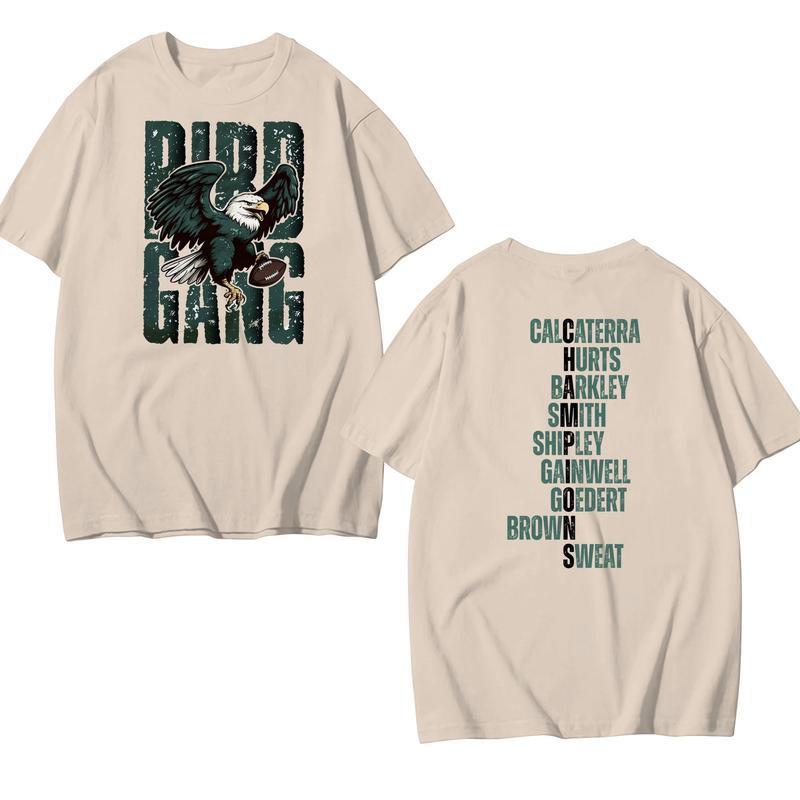 BIRD
GANG
CALCATERRA
HURTS
BARKLEY
SMITH
SHIPLEY
GAINWELL
GOEDERT
BROWN
SWEAT